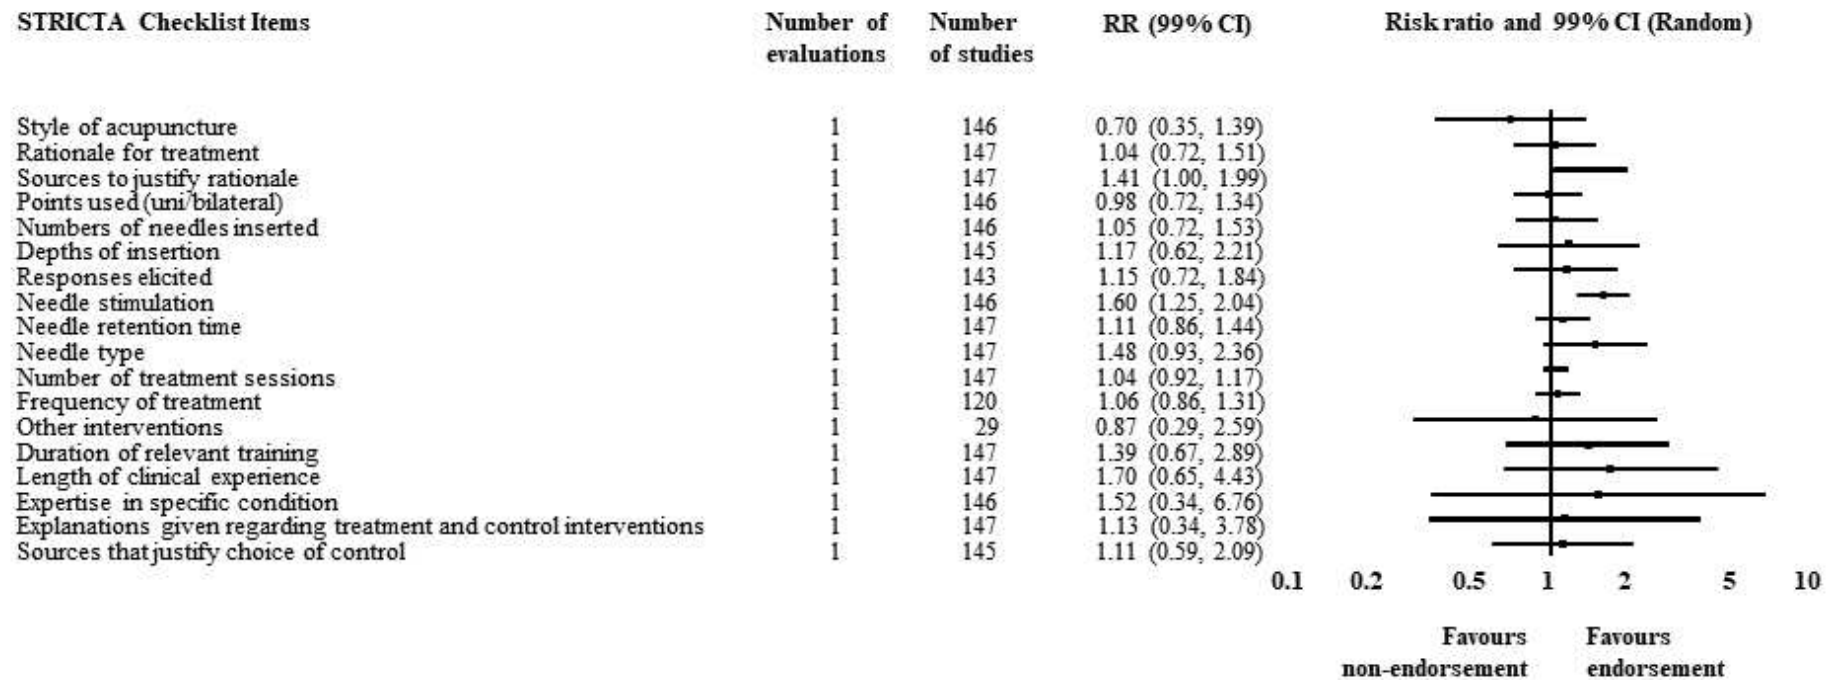 STRICTA Checklist Items Number of evaluations Number of studies RR (99% CI) Risk ratio and 99% CI (Random)
Style of acupuncture 1 146 0.70 (0.35, 1.39)
Rationale for treatment 1 147 1.04 (0.72, 1.51)
Sources to justify rationale 1 147 1.41 (1.00, 1.99)
Points used (uni/bilateral) 1 146 0.98 (0.72, 1.34)
Numbers of needles inserted 1 146 1.05 (0.72, 1.53)
Depths of insertion 1 145 1.17 (0.62, 2.21)
Responses elicited 1 143 1.15 (0.72, 1.84)
Needle stimulation 1 146 1.60 (1.25, 2.04)
Needle retention time 1 147 1.11 (0.86, 1.44)
Needle type 1 147 1.48 (0.93, 2.36)
Number of treatment sessions 1 147 1.04 (0.92, 1.17)
Frequency of treatment 1 120 1.06 (0.86, 1.31)
Other interventions 1 29 0.87 (0.29, 2.59)
Duration of relevant training 1 147 1.39 (0.67, 2.89)
Length of clinical experience 1 147 1.70 (0.65, 4.43)
Expertise in specific condition 1 146 1.52 (0.34, 6.76)
Explanations given regarding treatment and control interventions 1 147 1.13 (0.34, 3.78)
Sources that justify choice of control 1 145 1.11 (0.59, 2.09)
0.1 0.2 0.5 1 2 5 10
Favours non-endorsement Favours endorsement